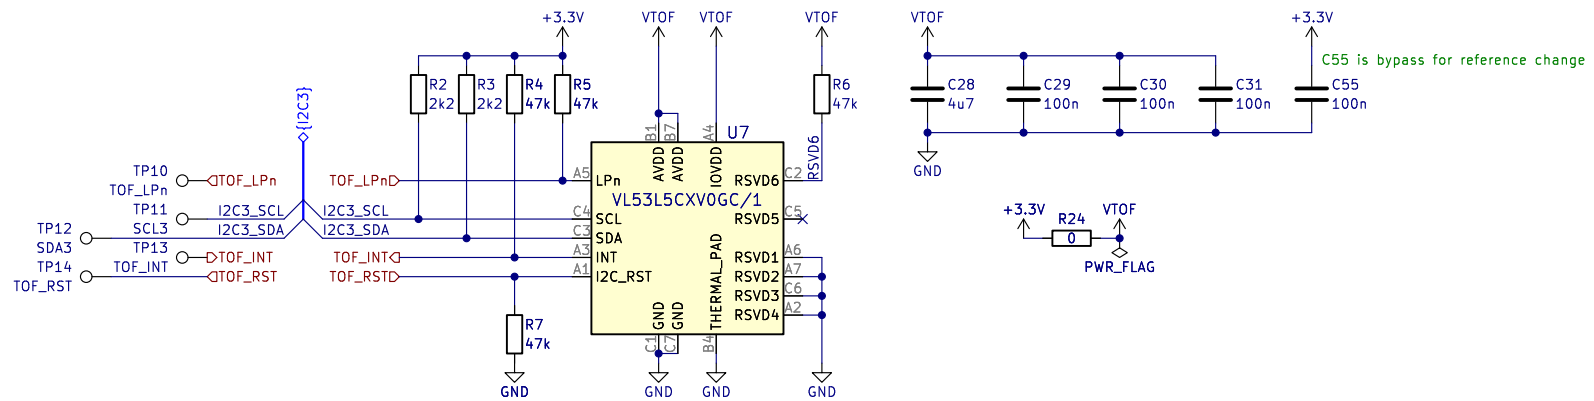 +3.3V
VTOF
VTOF
VTOF
VTOF
+3.3V
C55 is bypass for reference change
R2
2k2
R3
2k2
R4
47k
R5
47k
R6
47k
C28
4u7
C29
100n
C30
100n
C31
100n
C55
100n
GND
{I2C3}
B1
B7
A4
U7
AVDD
AVDD
IOVDD
RSVD6
TP10
TOF_LPn
TOF_LPn
TOF_LPn
A5
LPn
RSVD6
C2
VL53L5CXV0GC/1
TP11
SCL3
I2C3_SCL
I2C3_SCL
C4
SCL
RSVD5
C5
TP12
SDA3
I2C3_SDA
I2C3_SDA
C3
SDA
TP13
TOF_INT
TOF_INT
TOF_INT
A3
INT
RSVD1
A6
TP14
TOF_RST
TOF_RST
TOF_RST
A1
I2C_RST
RSVD2
A7
RSVD3
C6
RSVD4
A2
GND
GND
THERMAL_PAD
C1
C7
B4
R7
47k
GND
GND
GND
GND
+3.3V
R24
0
VTOF
PWR_FLAG